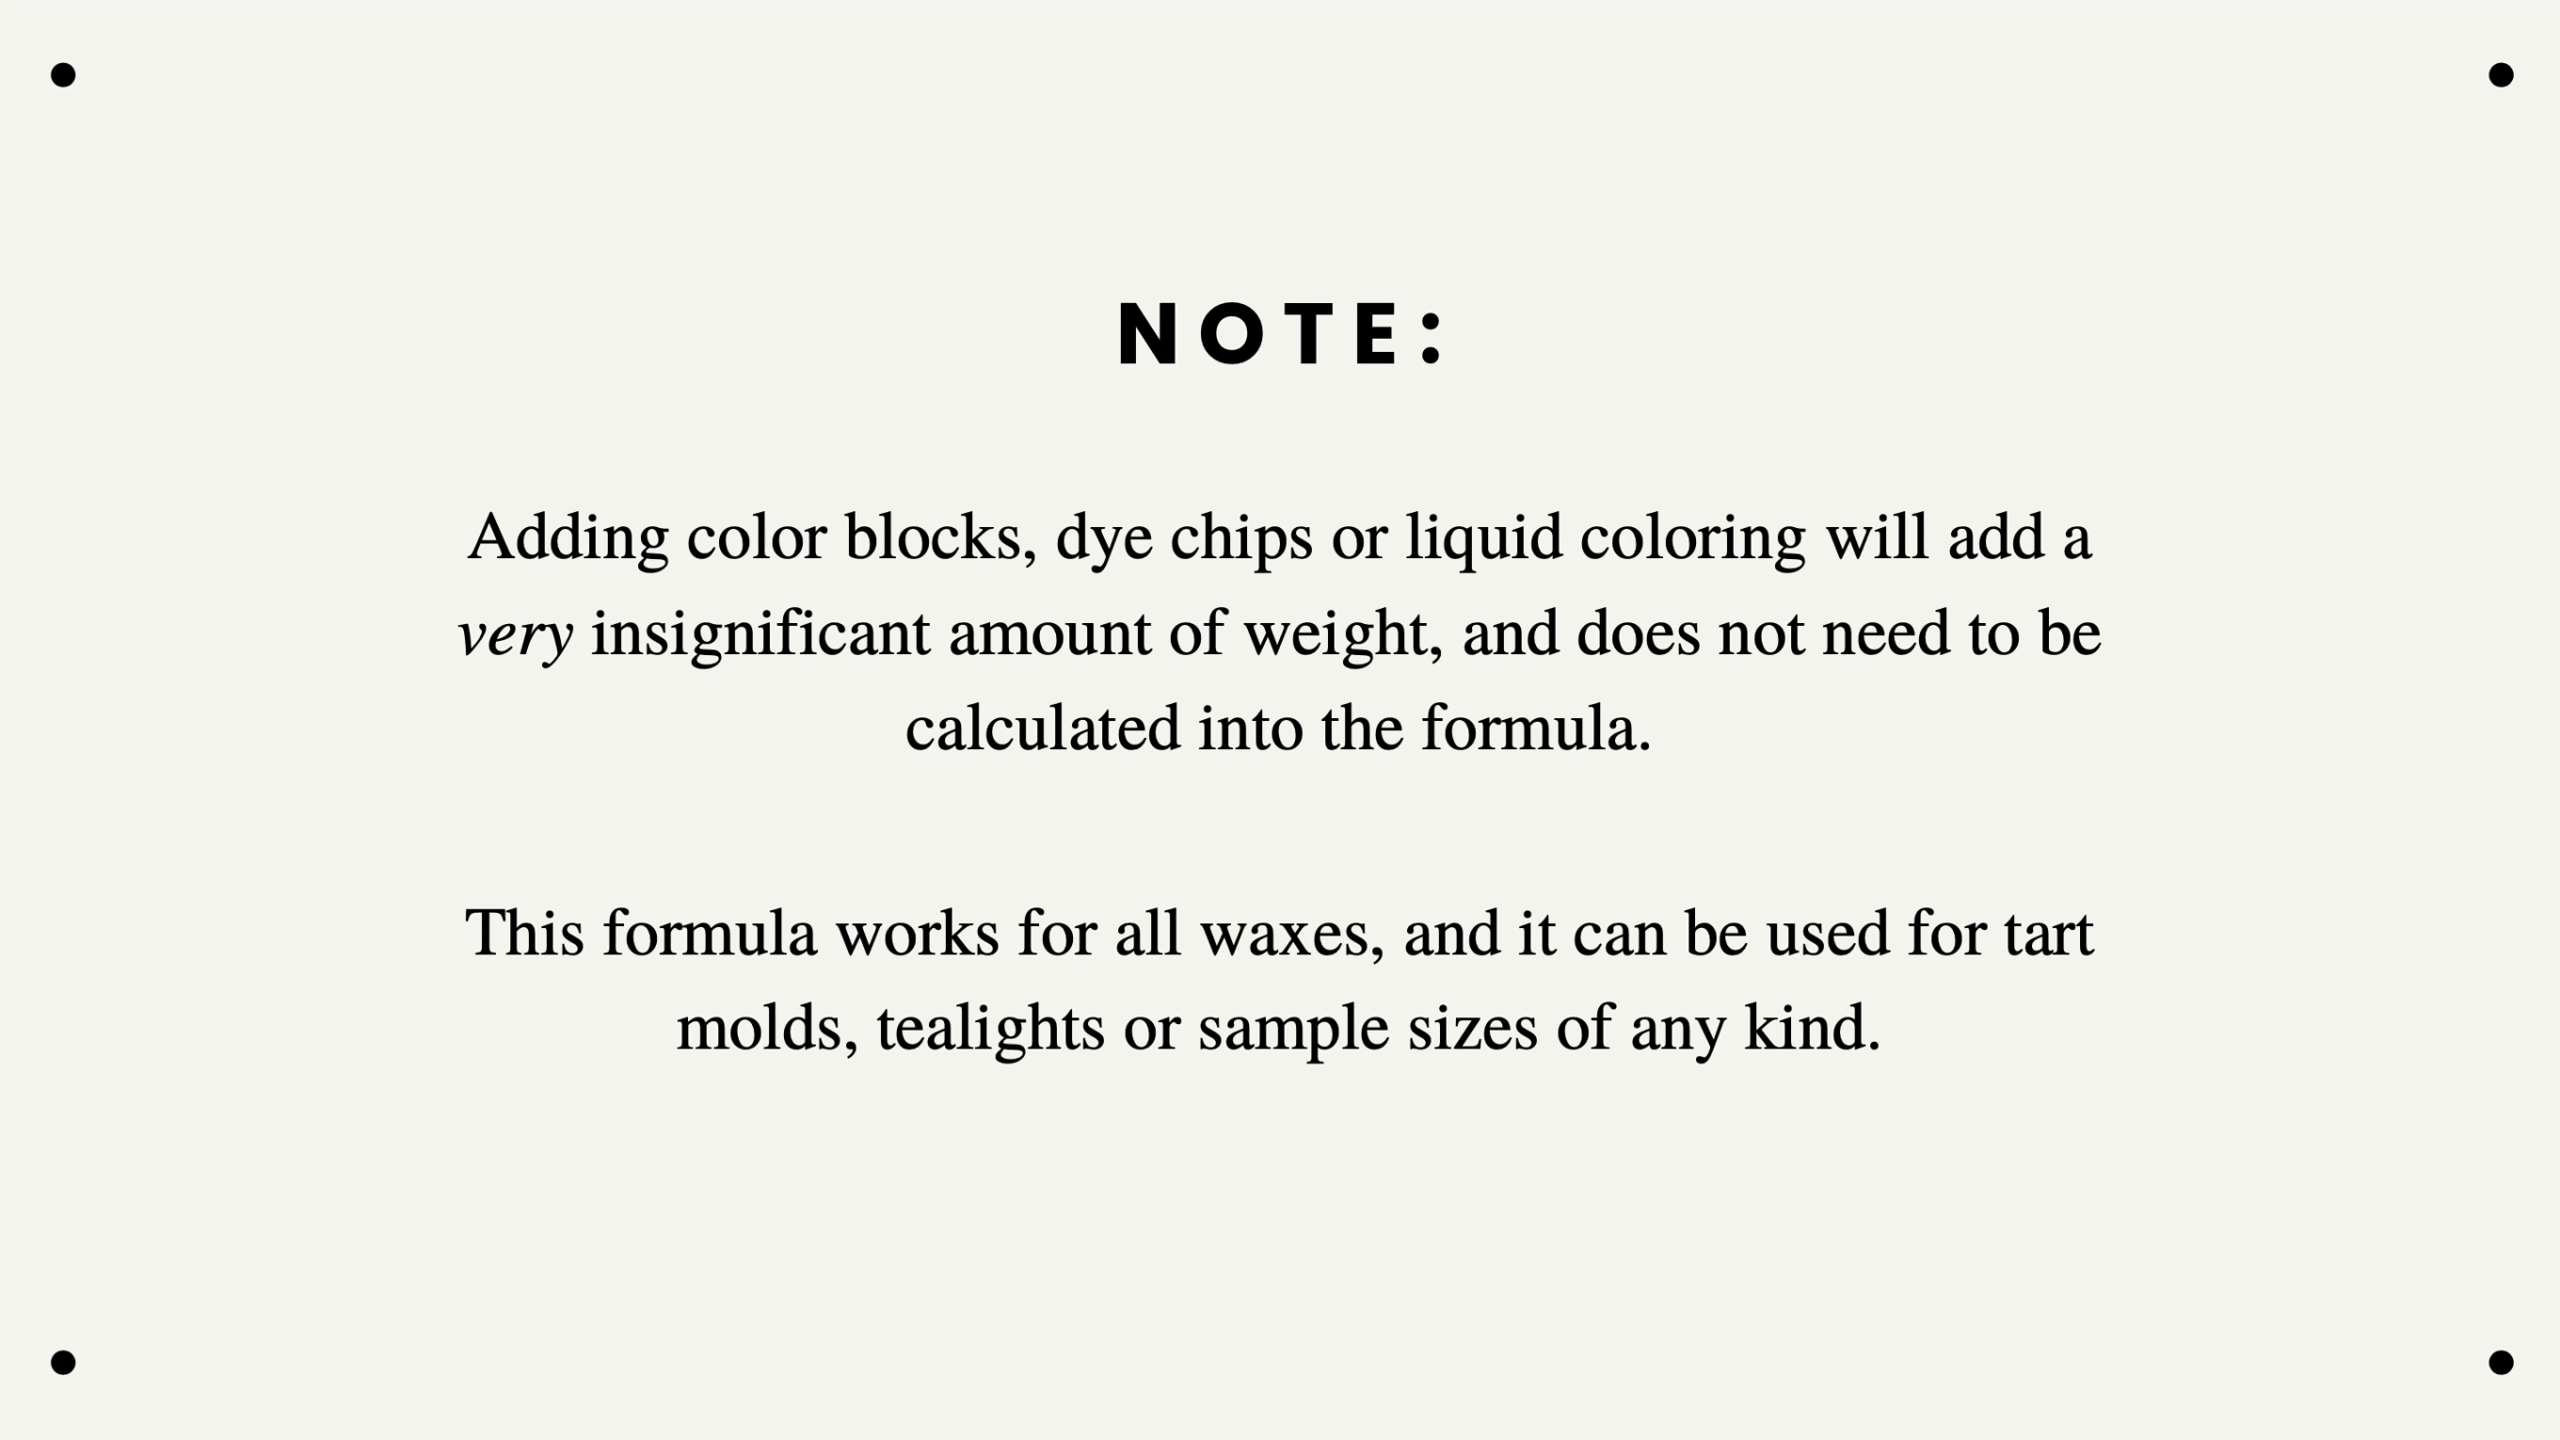 NOTE:
Adding color blocks, dye chips or liquid coloring will add a
very insignificant amount of weight, and does not need to be
calculated into the formula.
This formula works for all waxes, and it can be used for tart
molds, tealights or sample sizes of any kind.